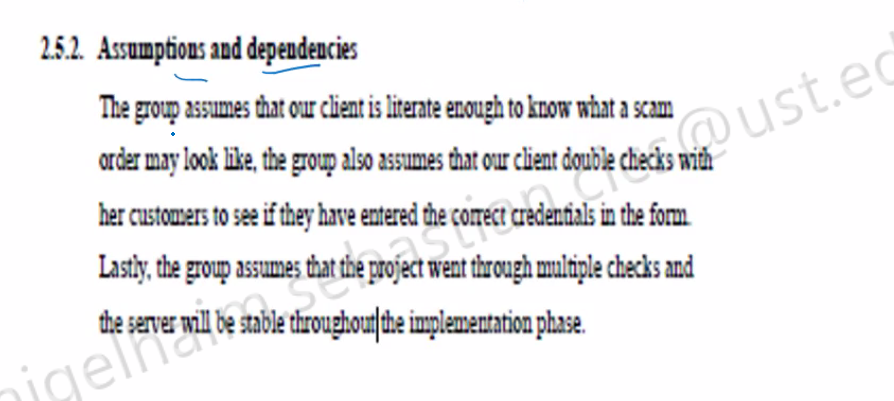 2.5.2. Assumptions and dependencies
The group assumes that our client is literate enough to know what a scam
order may look like, the group also assumes that our client double checks with
her customers to see if they have entered the correct credentials in the form.
Lastly, the group assumes that the project went through multiple checks and
the server will be stable throughout the implementation phase.
nigelhaim.sebastian.cics@ust.ed